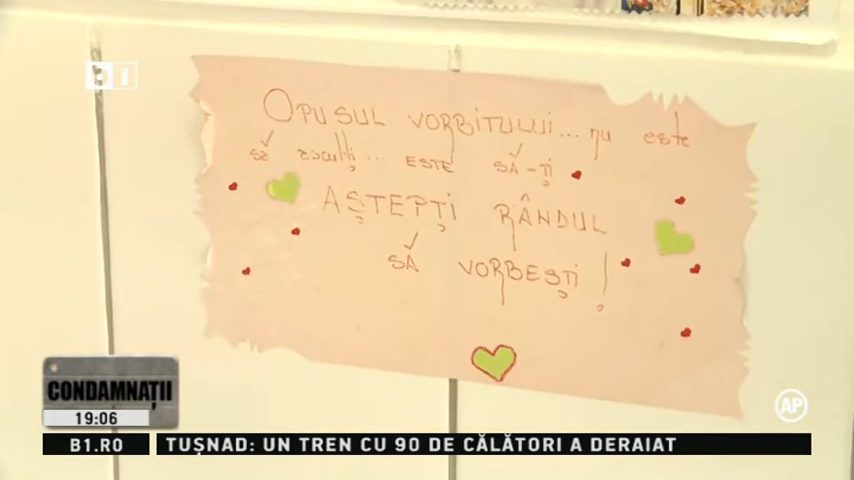 B1
OPUSUL VORBITULUI... nu este
să asculți... ESTE SĂ-ȚI
AȘTEPȚI RÂNDUL
SĂ VORBEȘTI!
CONDAMNAȚII
19:06
AP
B1.RO TUȘNAD: UN TREN CU 90 DE CĂLĂTORI A DERAIAT